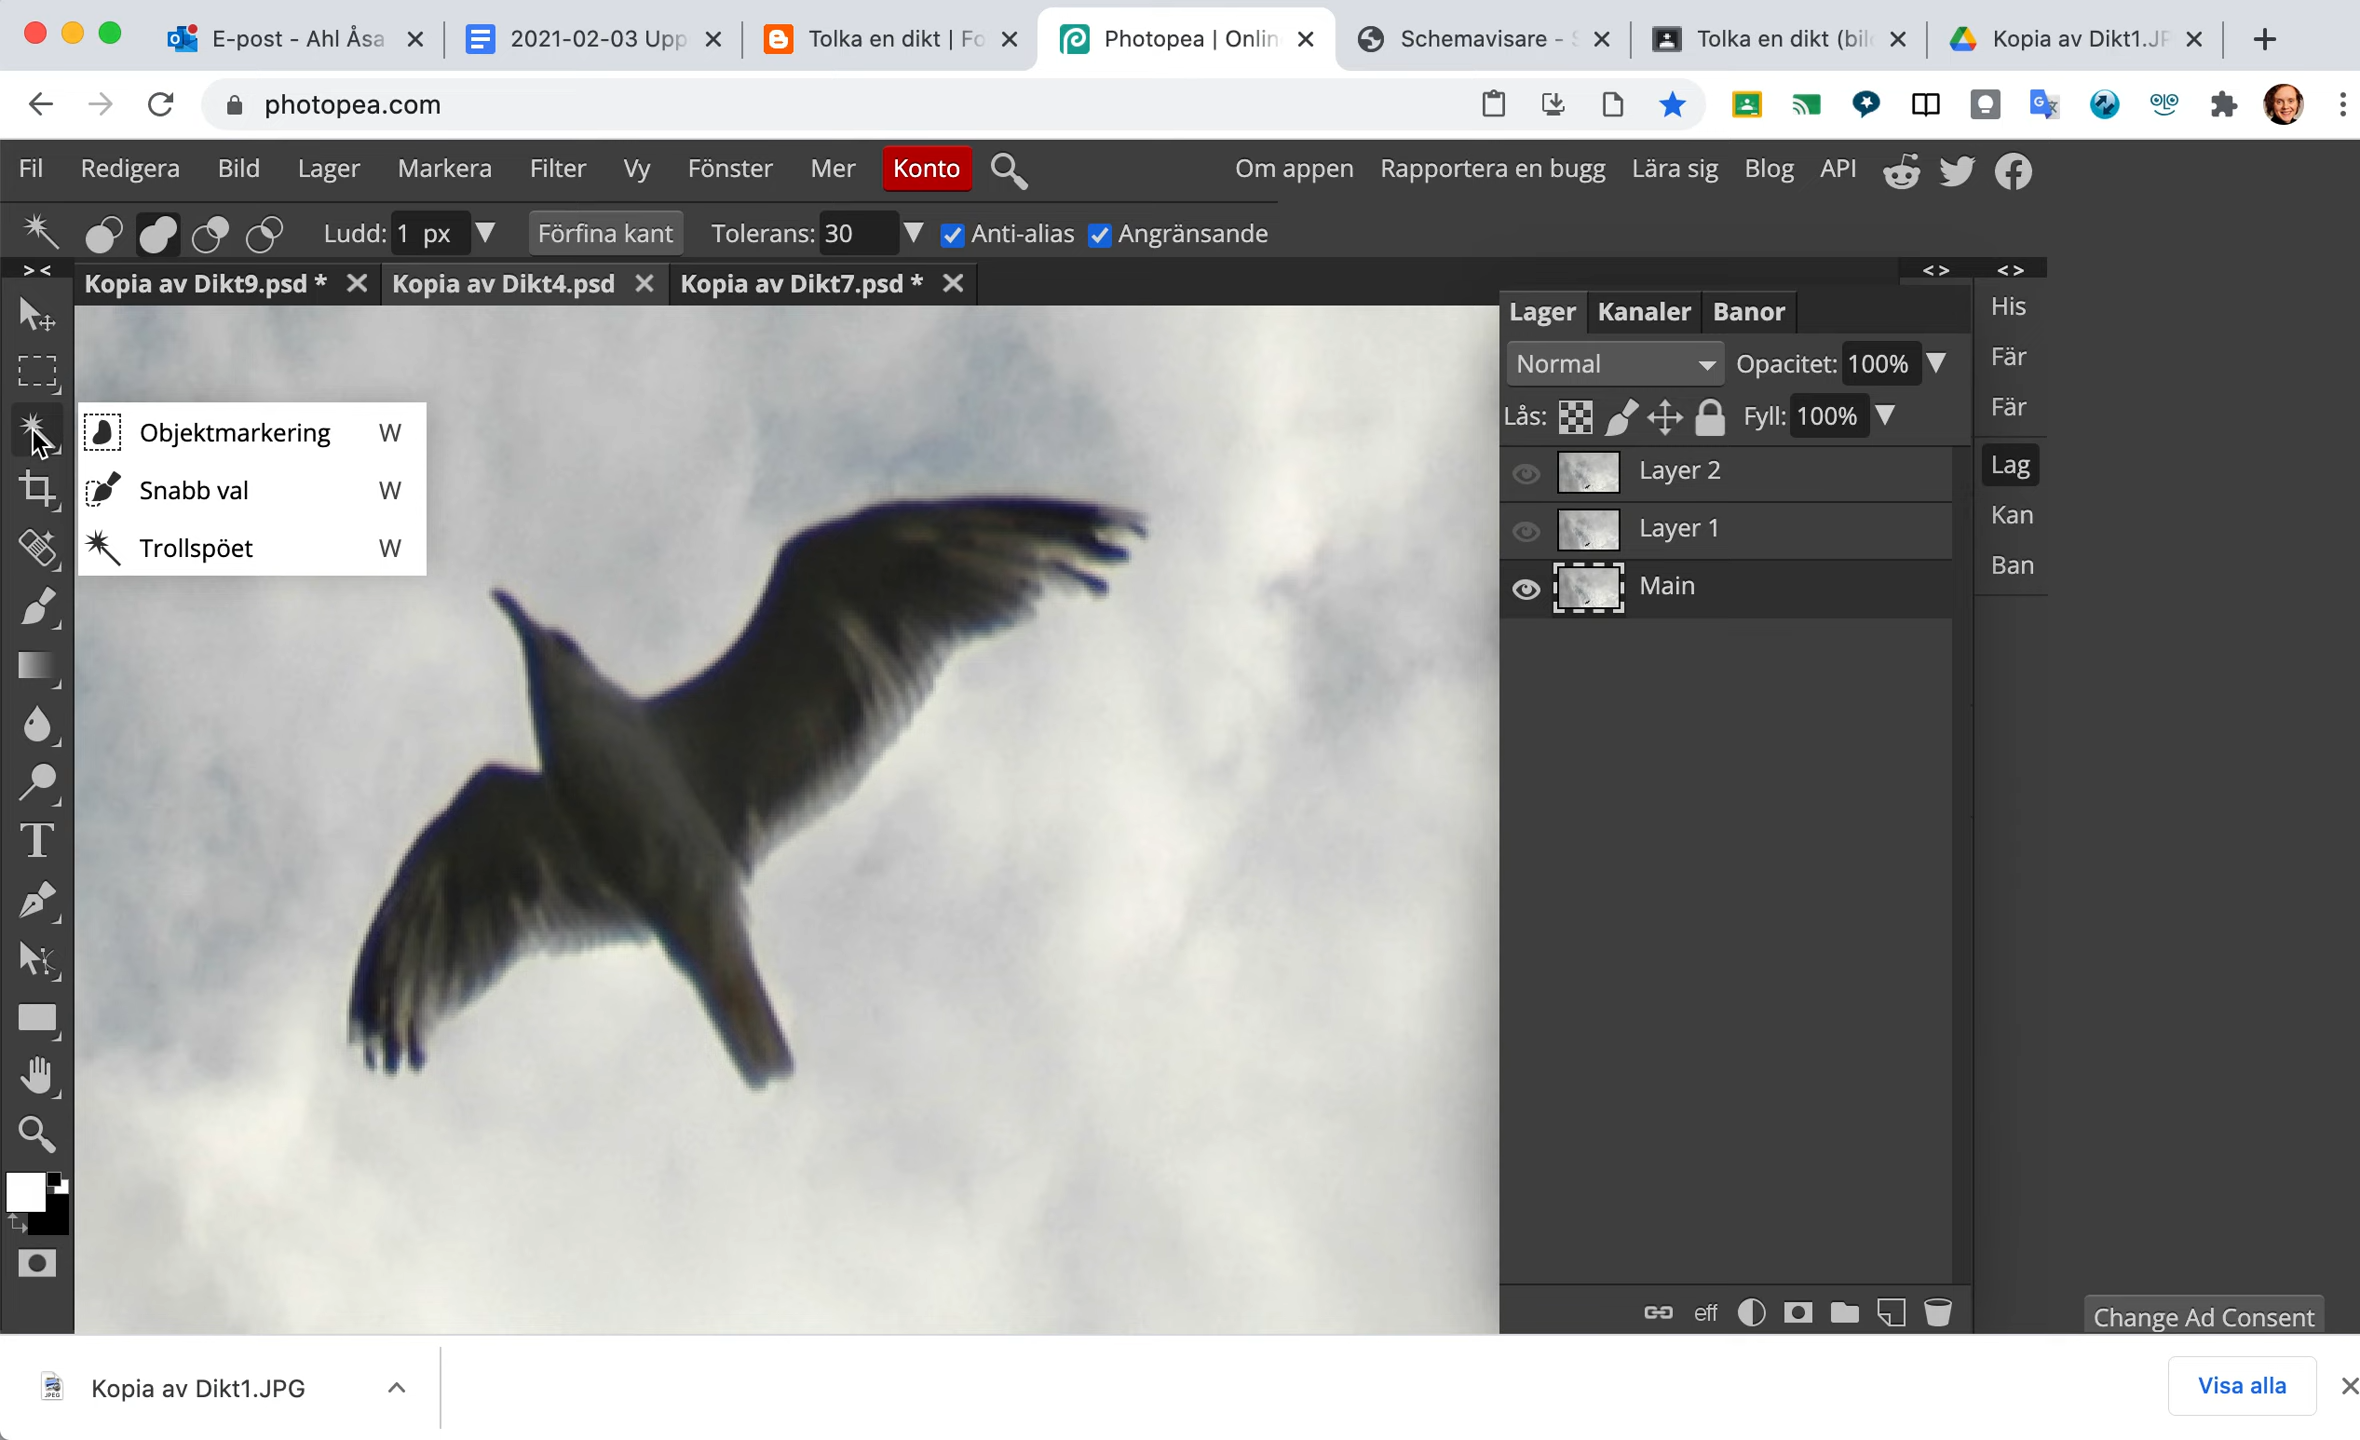 E-post - Ahl Åsa
2021-02-03 Upp
Tolka en dikt | Fo
Photopea | Onlin
Schemavisare - S
Tolka en dikt (bil
Kopia av Dikt1.JP
photopea.com
Fil Redigera Bild Lager Markera Filter Vy Fönster Mer Konto
Om appen Rapportera en bugg Lära sig Blog API
Ludd: 1 px Förfina kant Tolerans: 30 Anti-alias Angränsande
> <
< >
< >
Kopia av Dikt9.psd *
Kopia av Dikt4.psd
Kopia av Dikt7.psd *
Objektmarkering W
Snabb val W
Trollspöet W
T
Lager Kanaler Banor
Normal Opacitet: 100%
Lås: Fyll: 100%
Layer 2
Layer 1
Main
His
Fär
Fär
Lag
Kan
Ban
eff
Change Ad Consent
Kopia av Dikt1.JPG
Visa alla